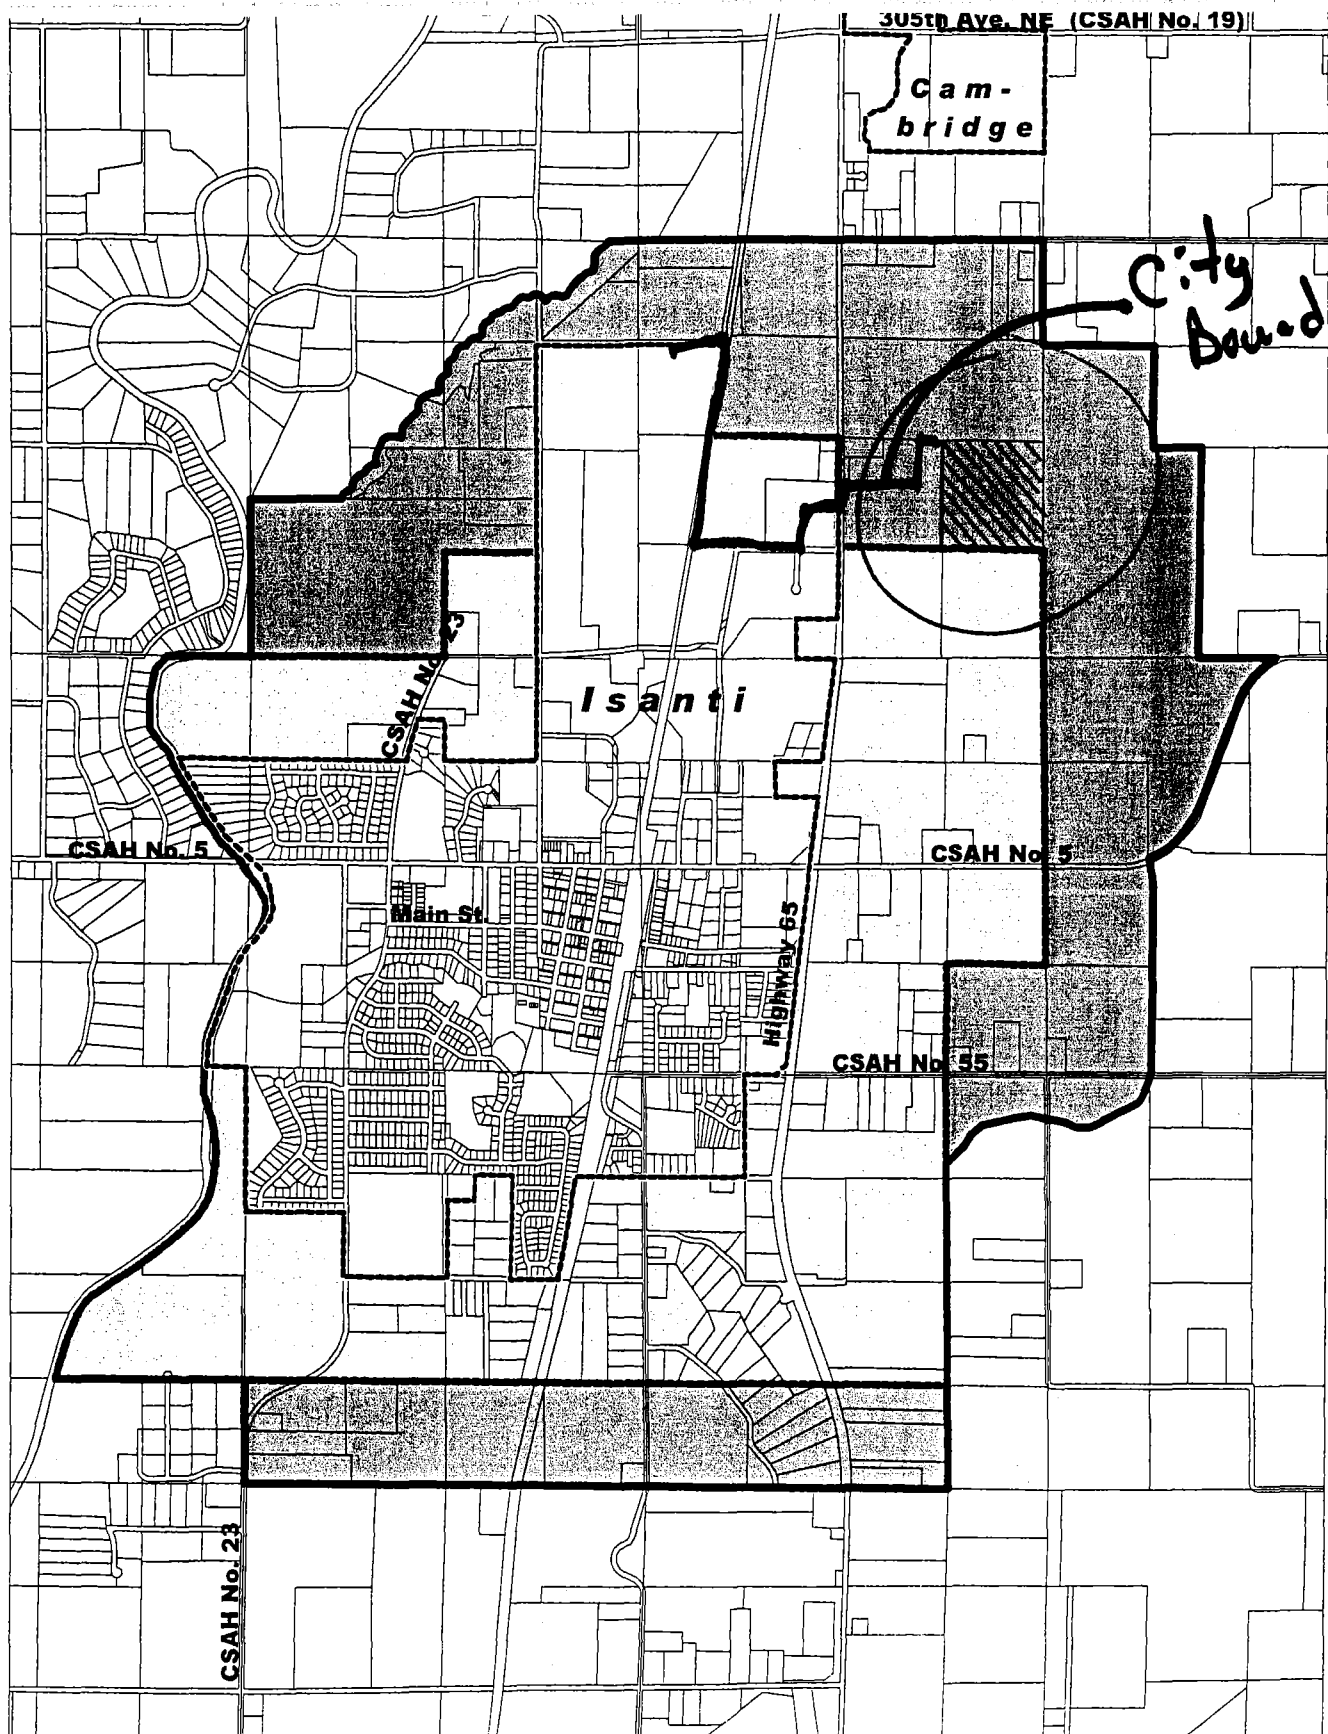 305th Ave. NE (CSAH No. 19)
Cam-
bridge
City
Bound
CSAH No. 23
Isanti
CSAH No. 5
CSAH No. 5
Main St.
Highway 65
CSAH No. 55
CSAH No. 23